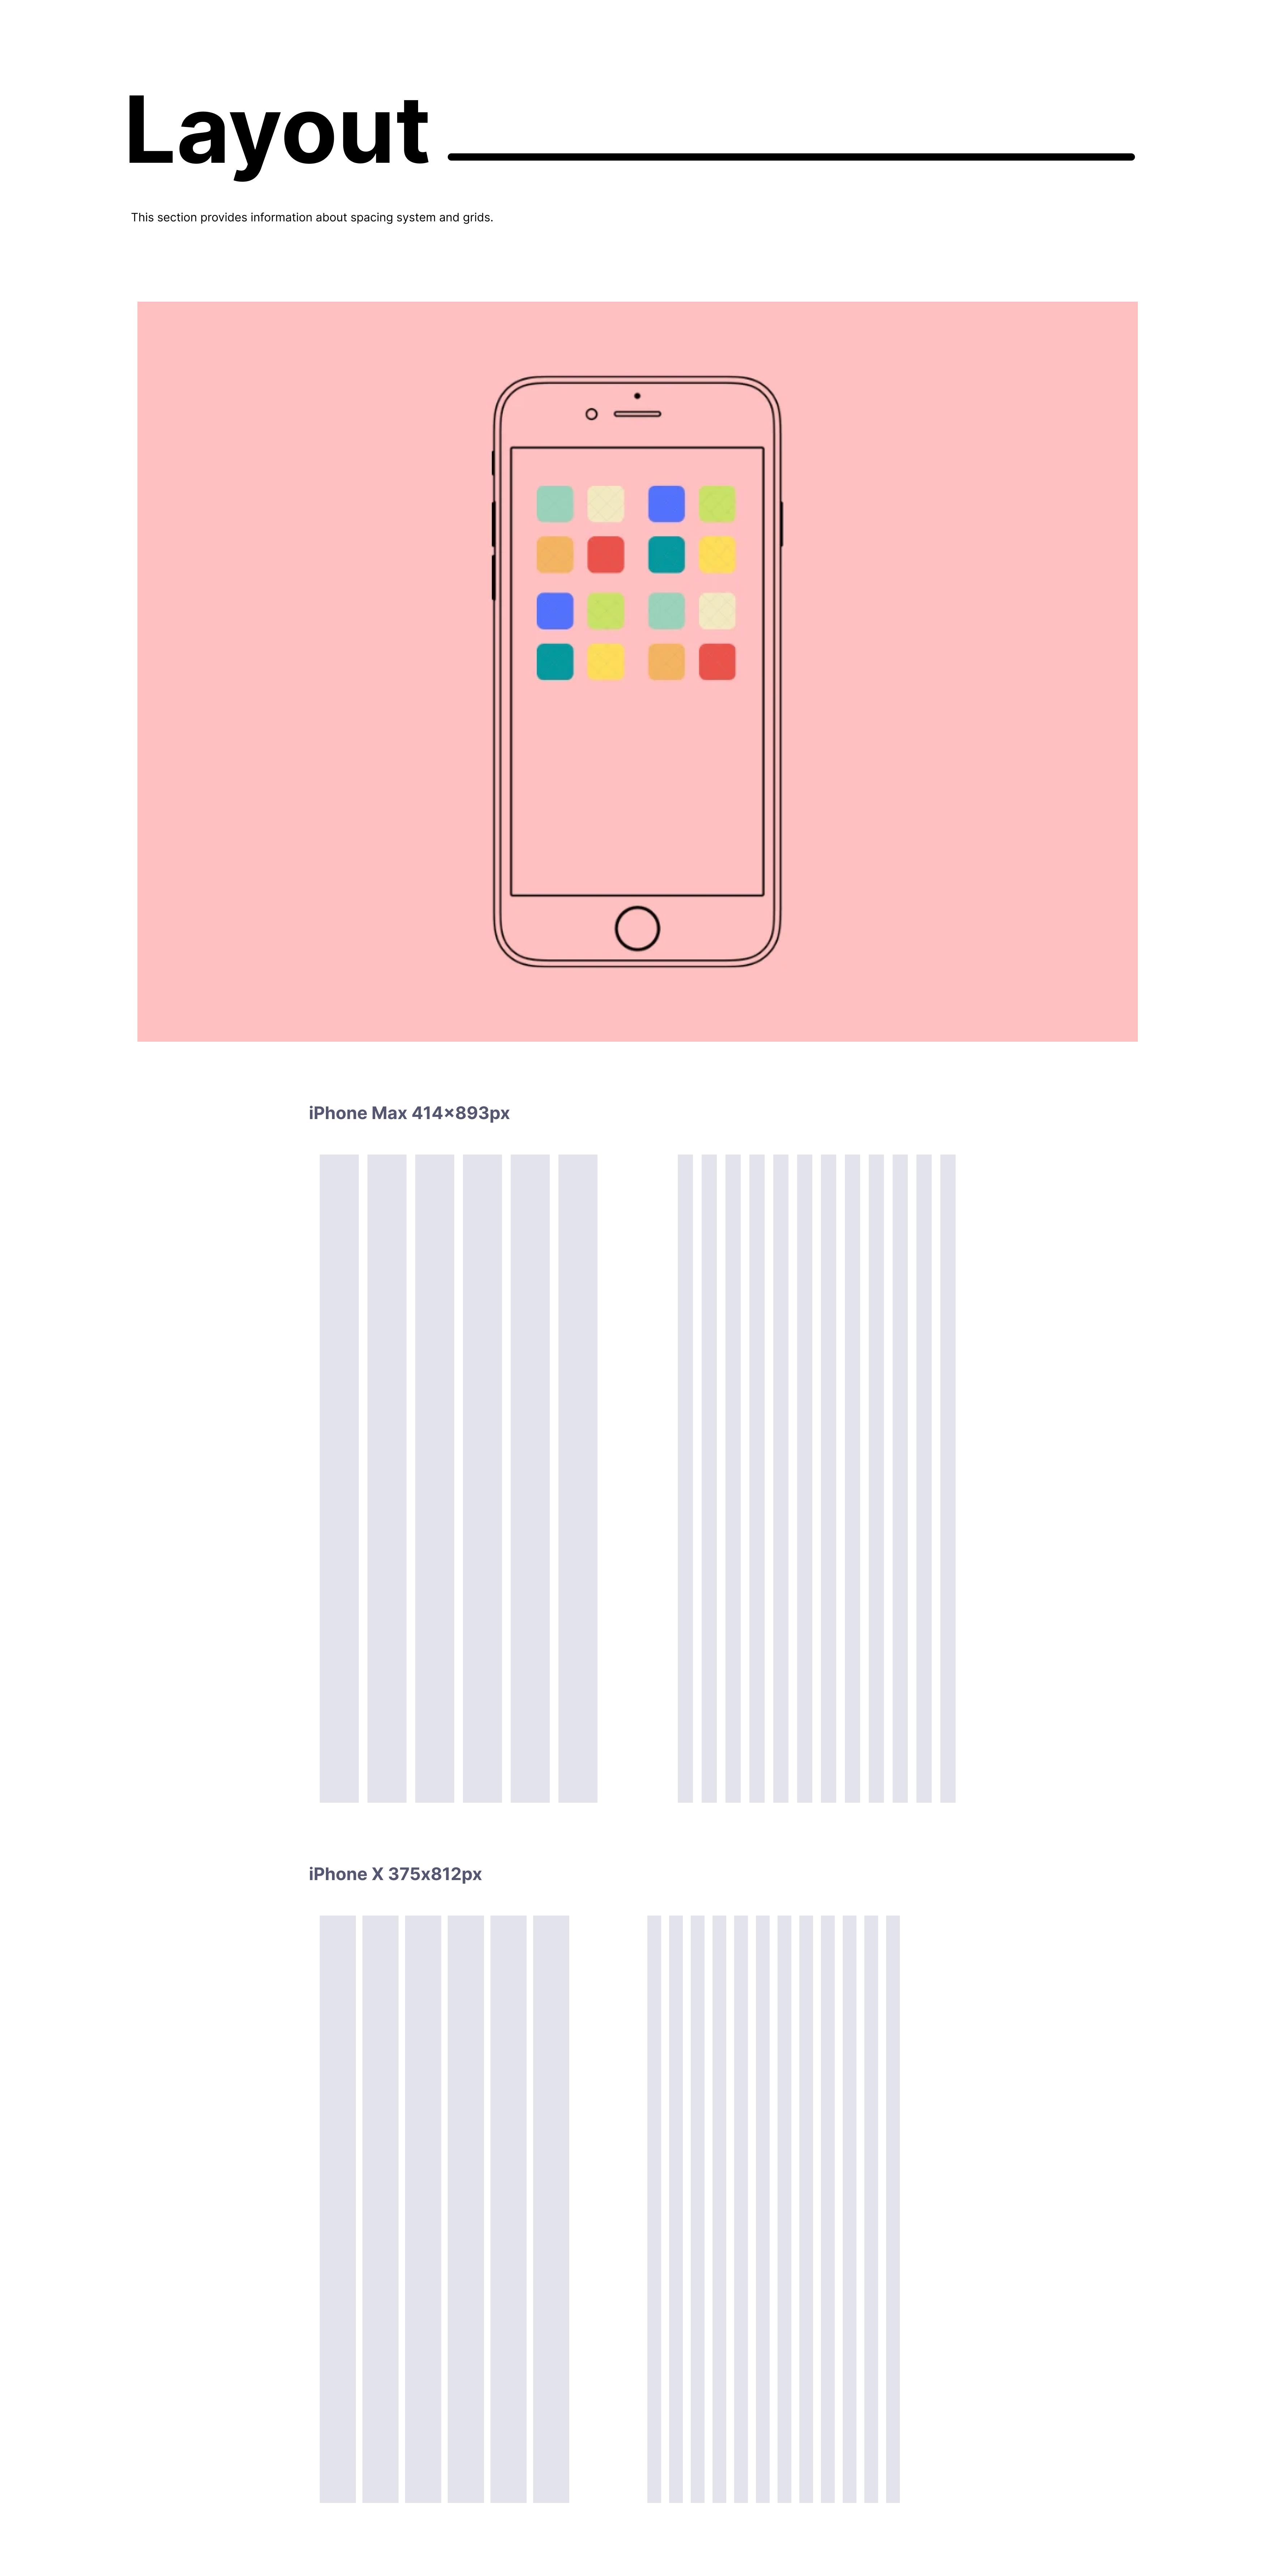 Layout
This section provides information about spacing system and grids.
iPhone Max 414×893px
iPhone X 375x812px